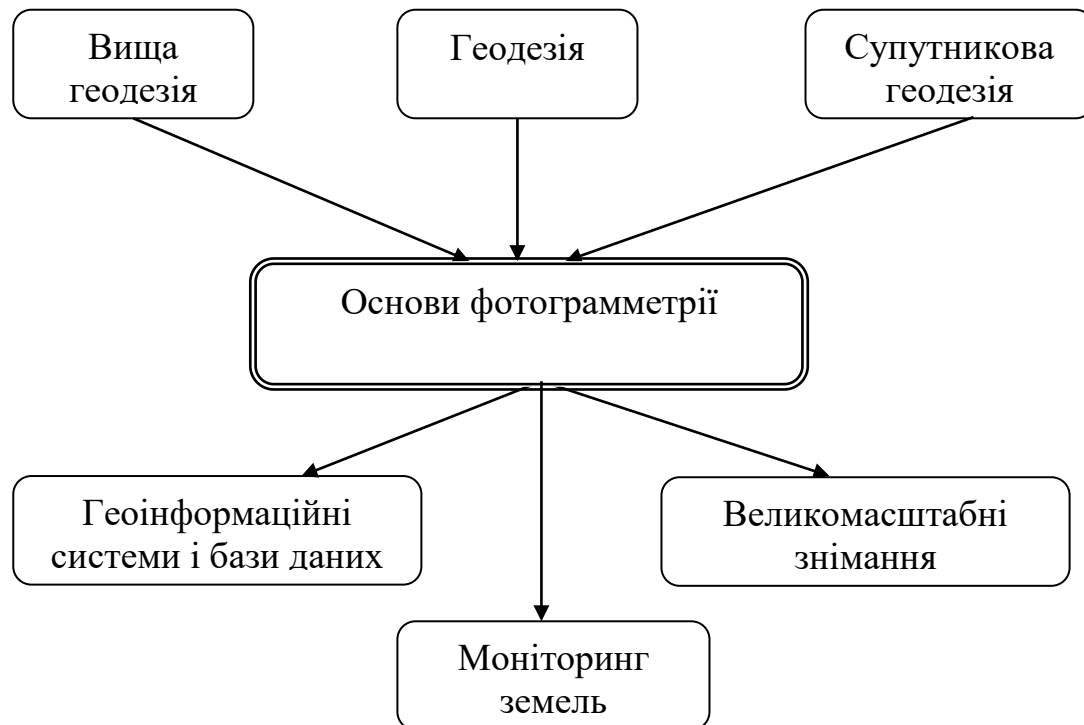 Вища
геодезія
Геодезія
Супутникова
геодезія
Основи фотограмметрії
Геоінформаційні
системи і бази даних
Великомасштабні
знімання
Моніторинг
земель